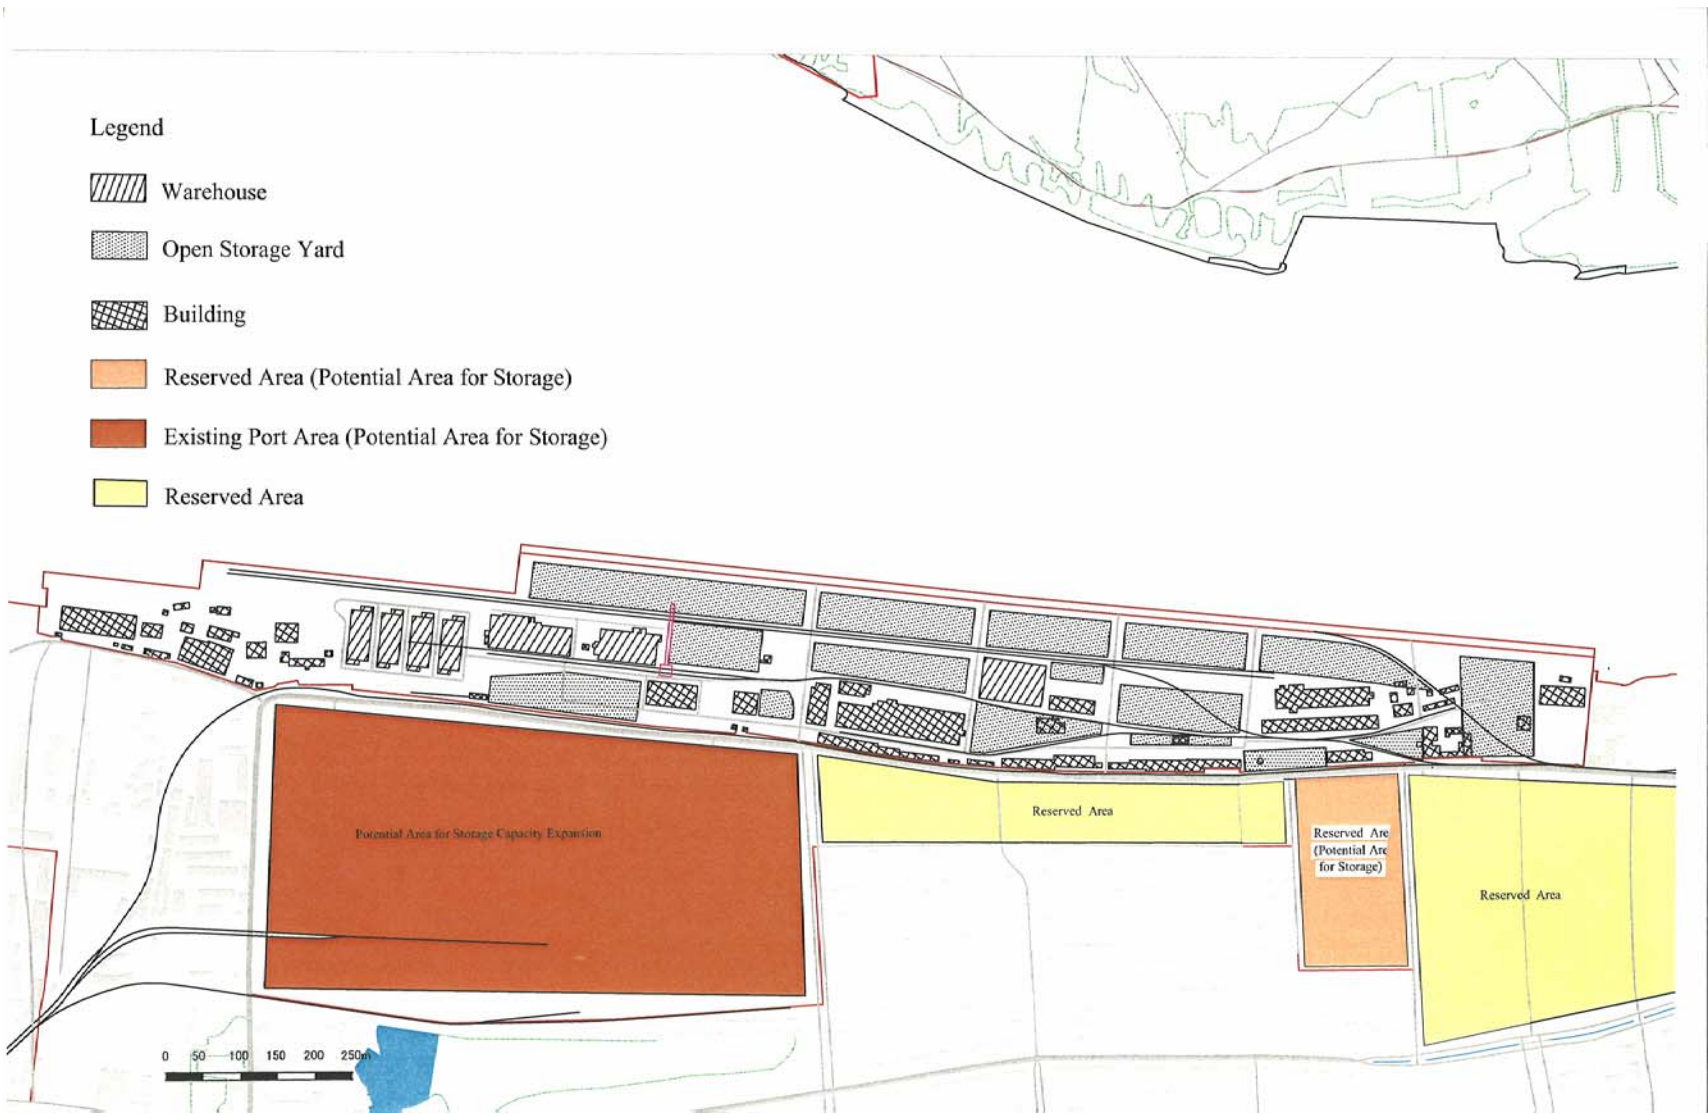 Legend
Warehouse
Open Storage Yard
Building
Reserved Area (Potential Area for Storage)
Existing Port Area (Potential Area for Storage)
Reserved Area
Potential Area for Storage Capacity Expansion
Reserved Area
Reserved Are
(Potential Are
for Storage)
Reserved Area
0 50 100 150 200 250m